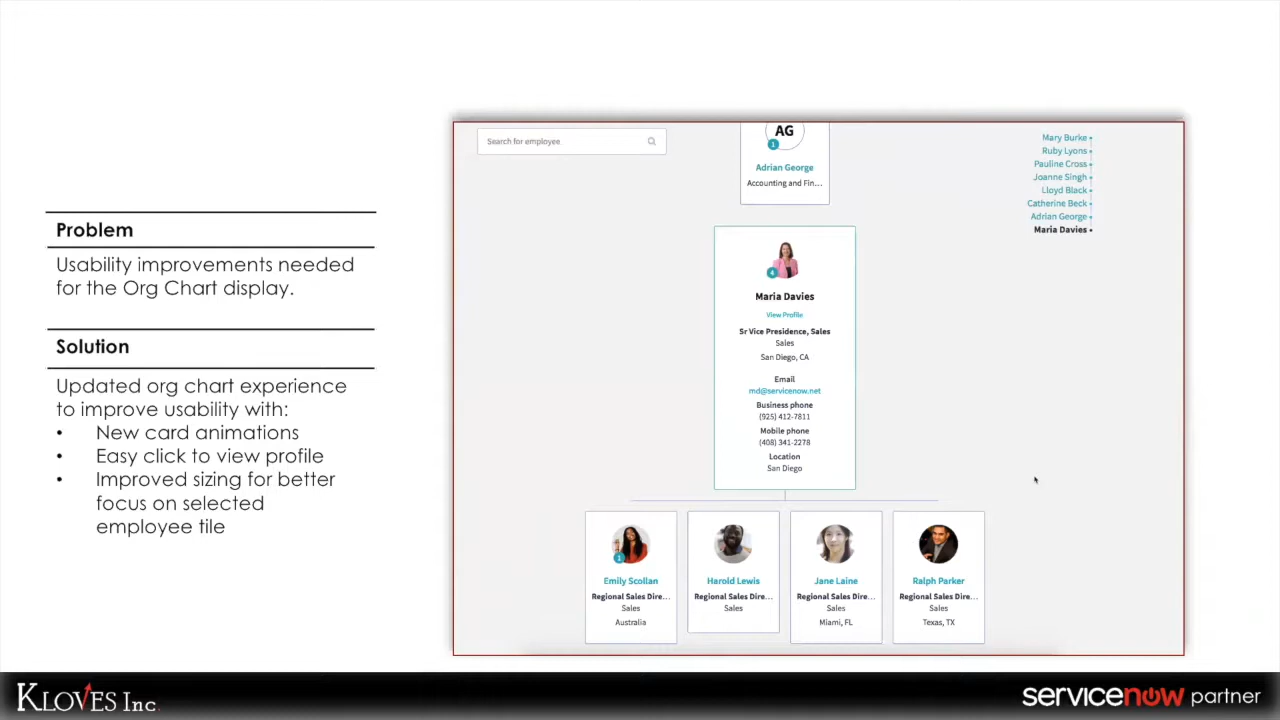 Problem
Usability improvements needed
for the Org Chart display.
Solution
Updated org chart experience
to improve usability with:
• New card animations
• Easy click to view profile
• Improved sizing for better
focus on selected
employee tile
Search for employee
AG
1
Adrian George
Accounting and Fin...
Mary Burke •
Ruby Lyons •
Pauline Cross •
Joanne Singh •
Lloyd Black •
Catherine Beck •
Adrian George •
Maria Davies •
4
Maria Davies
View Profile
Sr Vice Presidence, Sales
Sales
San Diego, CA
Email
md@servicenow.net
Business phone
(925) 412-7811
Mobile phone
(408) 341-2278
Location
San Diego
1
Emily Scollan
Regional Sales Dire...
Sales
Australia
Harold Lewis
Regional Sales Dire...
Sales
Jane Laine
Regional Sales Dire...
Sales
Miami, FL
Ralph Parker
Regional Sales Dire...
Sales
Texas, TX
KLOVES Inc.
servicenow partner